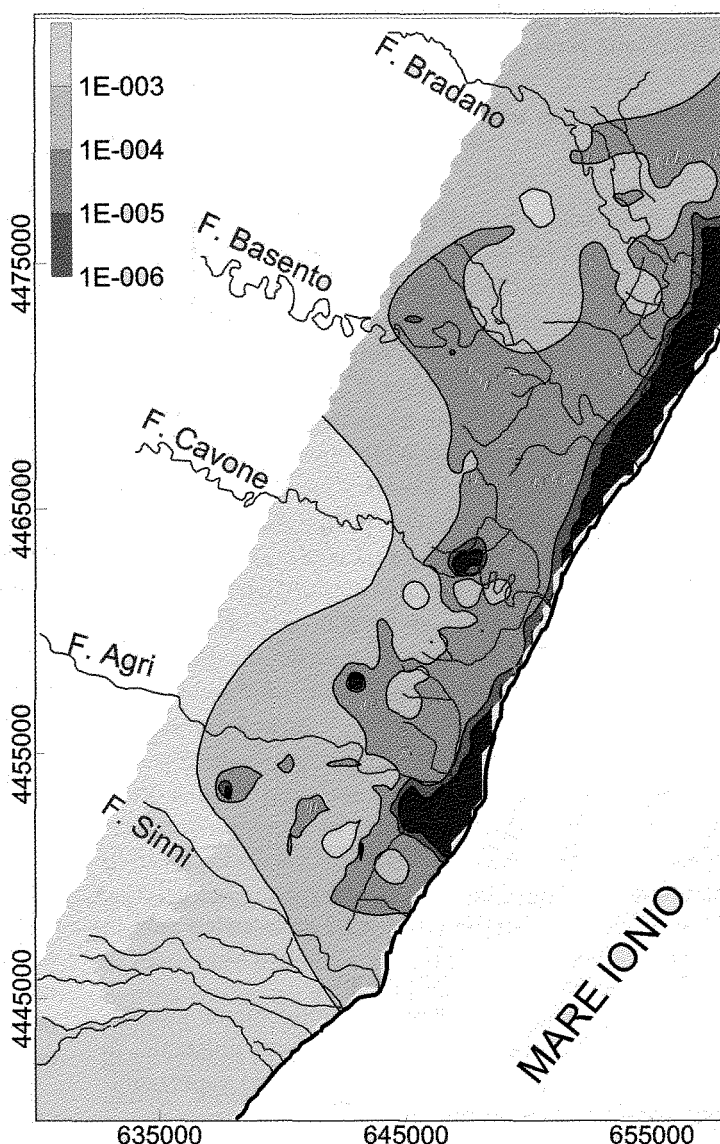 F. Bradano
1E-003
1E-004
1E-005
1E-006
F. Basento
4475000
F. Cavone
4465000
F. Agri
4455000
F. Sinni
4445000
MARE IONIO
635000
645000
655000